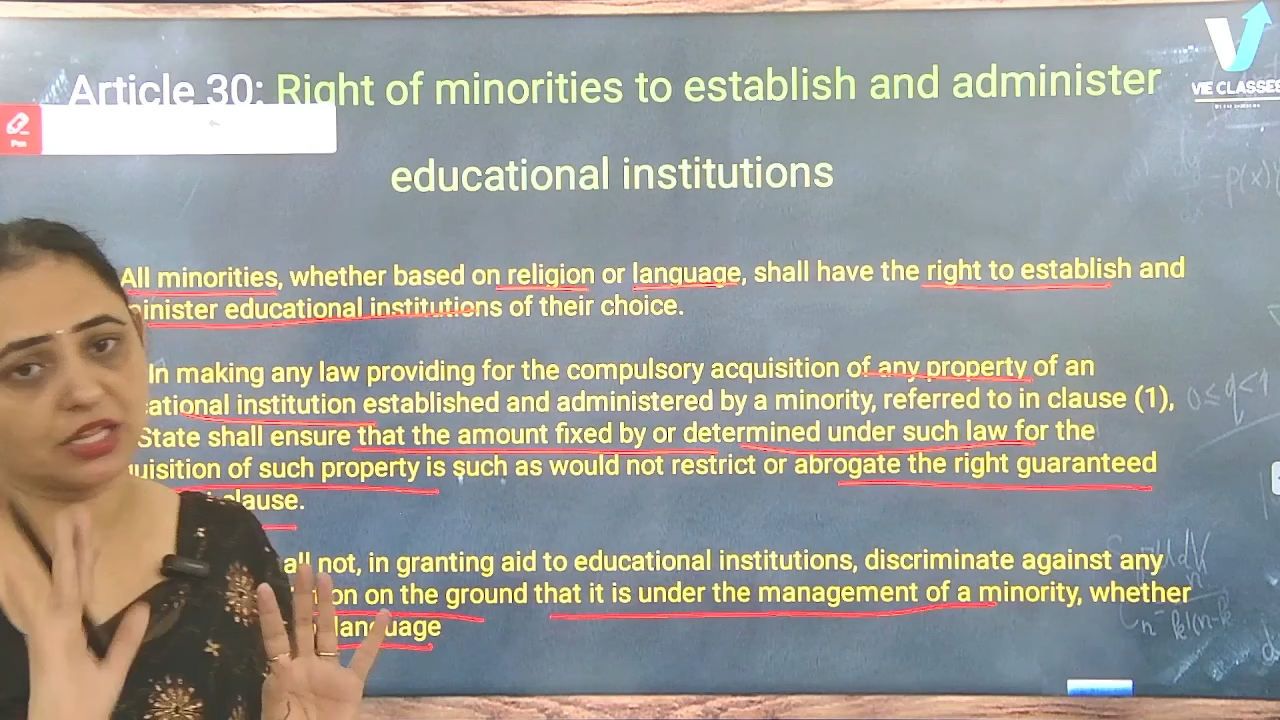 Article 30: Right of minorities to establish and administer
educational institutions
VIE CLASSES
Pen
All minorities, whether based on religion or language, shall have the right to establish and
inister educational institutions of their choice.
In making any law providing for the compulsory acquisition of any property of an
cational institution established and administered by a minority, referred to in clause (1),
State shall ensure that the amount fixed by or determined under such law for the
uisition of such property is such as would not restrict or abrogate the right guaranteed
clause.
all not, in granting aid to educational institutions, discriminate against any
on on the ground that it is under the management of a minority, whether
language
p(x)
0≤q<1